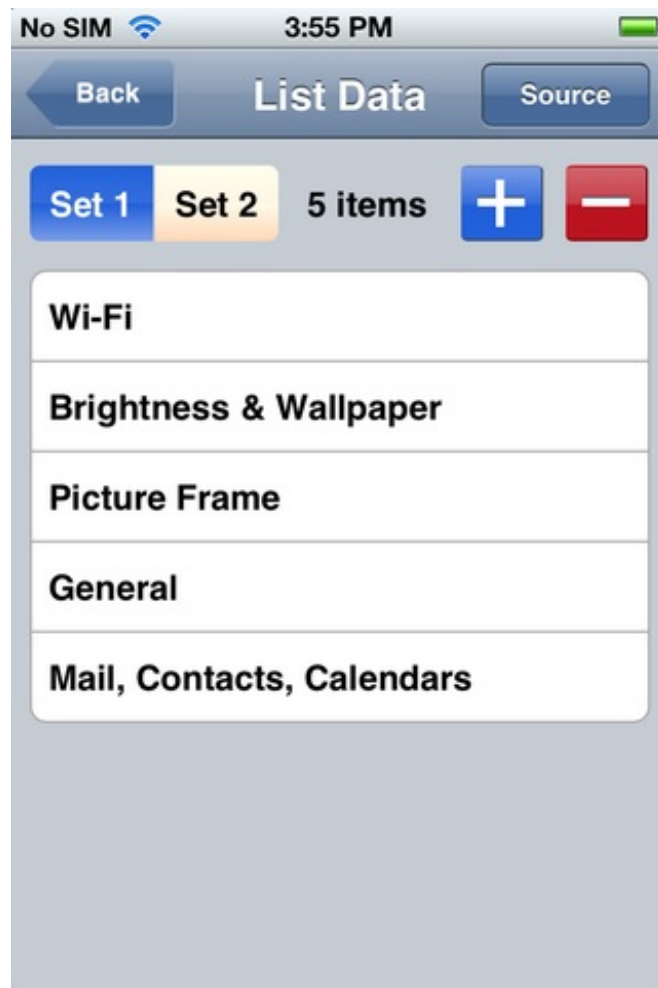 No SIM 3:55 PM
Back List Data Source
Set 1 Set 2 5 items + −
Wi-Fi
Brightness & Wallpaper
Picture Frame
General
Mail, Contacts, Calendars